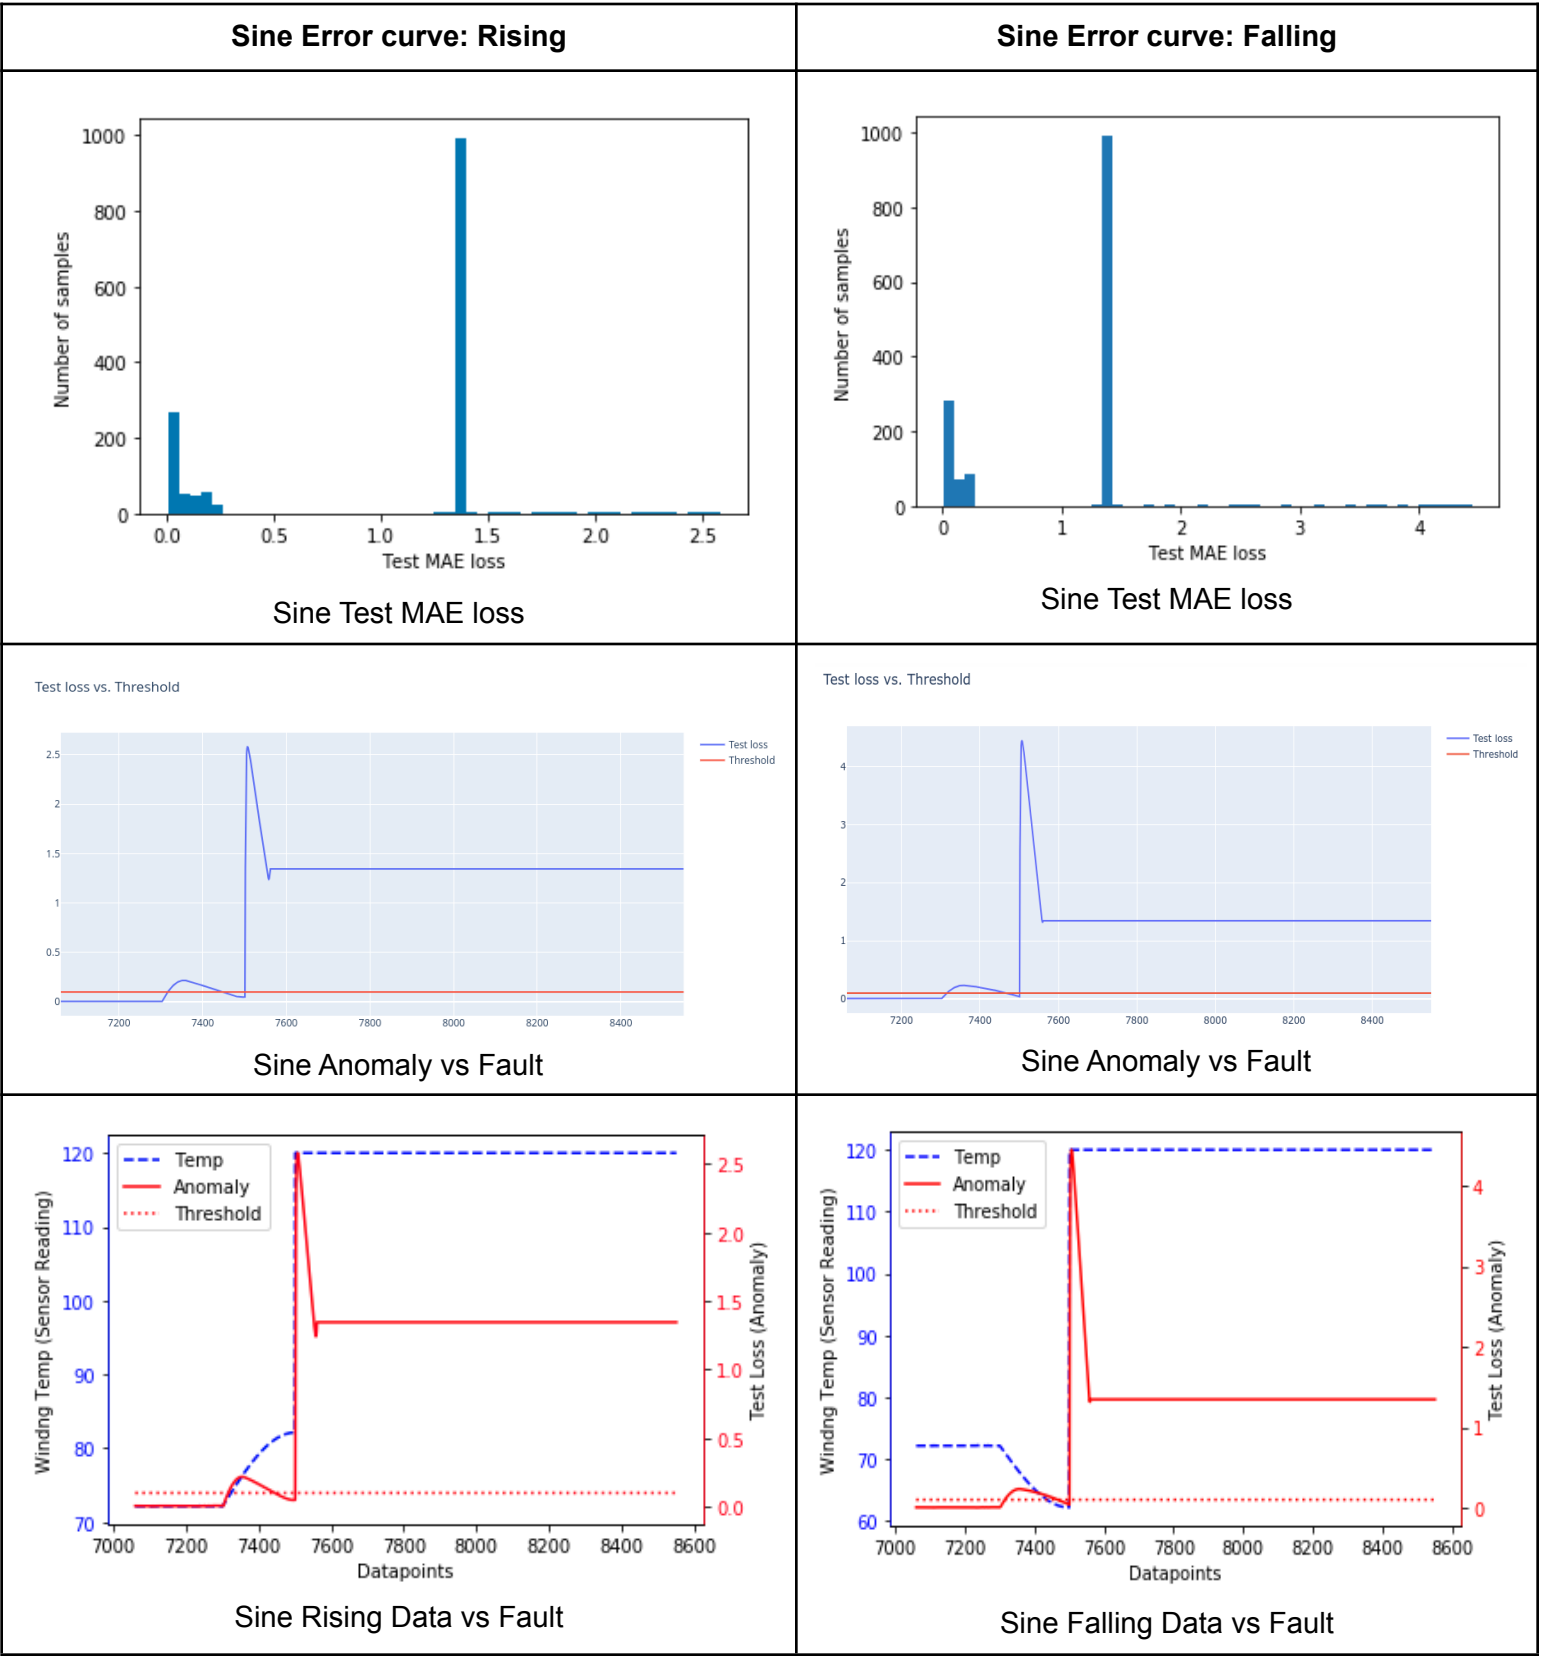 Sine Error curve: Rising
Sine Error curve: Falling
1000
800
600
400
200
0
Number of samples
0.0 0.5 1.0 1.5 2.0 2.5
Test MAE loss
Sine Test MAE loss
1000
800
600
400
200
0
Number of samples
0 1 2 3 4
Test MAE loss
Sine Test MAE loss
Test loss vs. Threshold
2.5
2
1.5
1
0.5
0
7200 7400 7600 7800 8000 8200 8400
Test loss
Threshold
Sine Anomaly vs Fault
Test loss vs. Threshold
4
3
2
1
0
7200 7400 7600 7800 8000 8200 8400
Test loss
Threshold
Sine Anomaly vs Fault
Temp
Anomaly
Threshold
120
110
100
90
80
70
Windng Temp (Sensor Reading)
2.5
2.0
1.5
1.0
0.5
0.0
Test Loss (Anomaly)
7000 7200 7400 7600 7800 8000 8200 8400 8600
Datapoints
Sine Rising Data vs Fault
Temp
Anomaly
Threshold
120
110
100
90
80
70
60
Windng Temp (Sensor Reading)
4
3
2
1
0
Test Loss (Anomaly)
7000 7200 7400 7600 7800 8000 8200 8400 8600
Datapoints
Sine Falling Data vs Fault